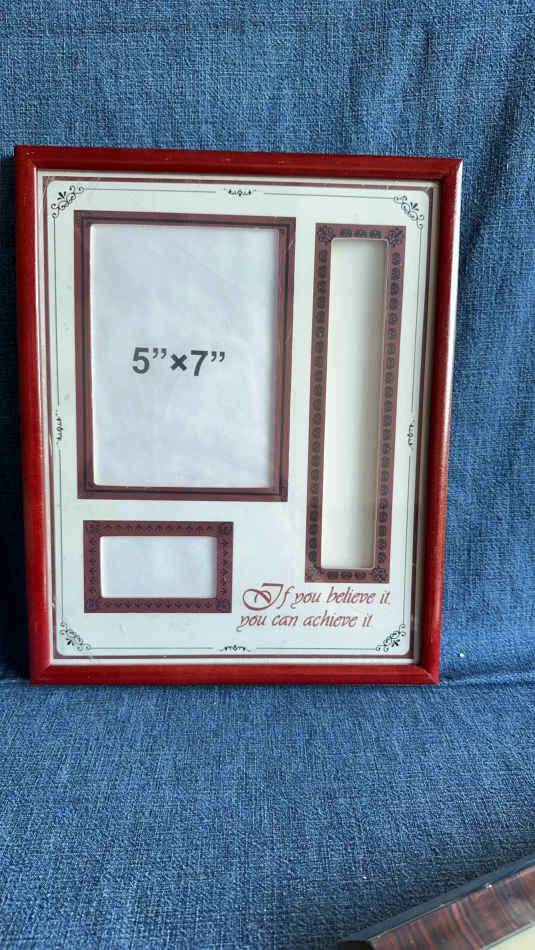 5”×7”
If you believe it,
you can achieve it.